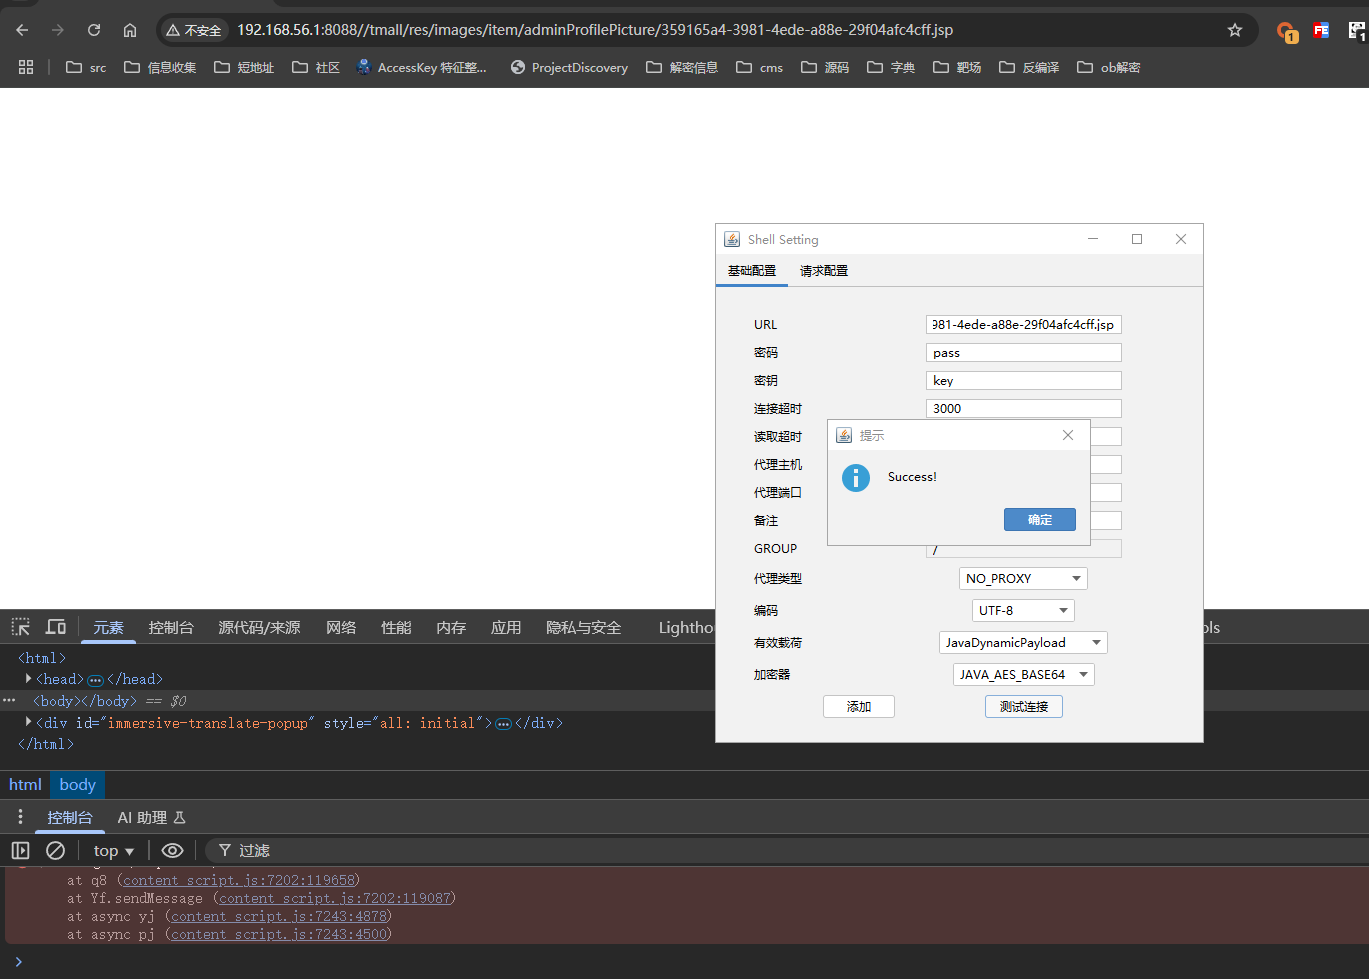 不安全 192.168.56.1:8088//tmall/res/images/item/adminProfilePicture/359165a4-3981-4ede-a88e-29f04afc4cff.jsp
src 信息收集 短地址 社区 AccessKey 特征整... ProjectDiscovery 解密信息 cms 源码 字典 靶场 反编译 ob解密
Shell Setting
基础配置 请求配置
URL 981-4ede-a88e-29f04afc4cff.jsp
密码 pass
密钥 key
连接超时 3000
读取超时
代理主机
代理端口
备注
GROUP /
提示
Success!
确定
代理类型 NO_PROXY
编码 UTF-8
有效载荷 JavaDynamicPayload
加密器 JAVA_AES_BASE64
添加 测试连接
元素 控制台 源代码/来源 网络 性能 内存 应用 隐私与安全 Lightho ols
<html>
<head>…</head>
<body></body> == $0
<div id="immersive-translate-popup" style="all: initial">…</div>
</html>
html body
控制台 AI 助理
top 过滤
at q8 (content_script.js:7202:119658)
at Yf.sendMessage (content_script.js:7202:119087)
at async yj (content_script.js:7243:4878)
at async pj (content_script.js:7243:4500)